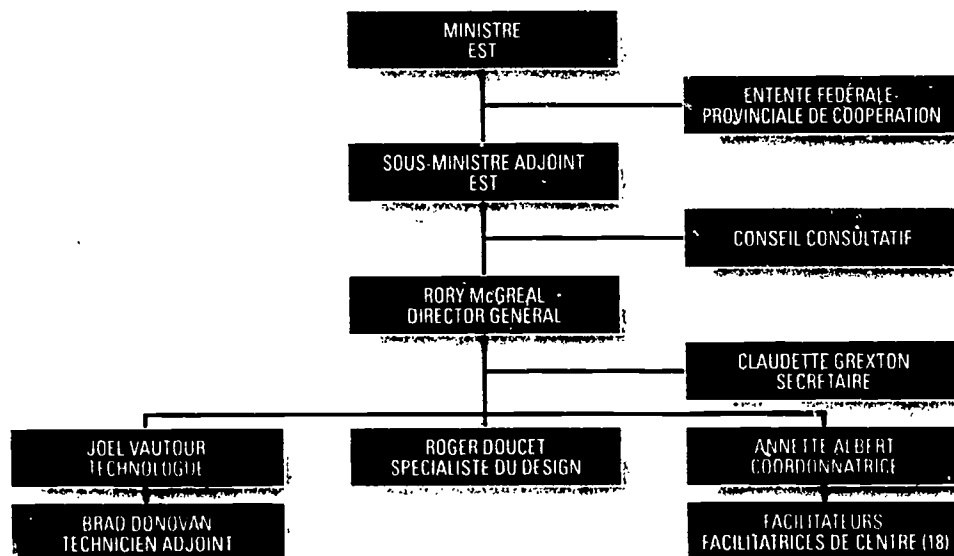 MINISTRE
EST
ENTENTE FÉDÉRALE-
PROVINCIALE DE COOPERATION
SOUS-MINISTRE ADJOINT
EST
CONSEIL CONSULTATIF
RORY McGREAL
DIRECTOR GENÉRAL
CLAUDETTE GREXTON
SECRETAIRE
JOEL VAUTOUR
TECHNOLOGUE
ROGER DOUCET
SPECIALISTE DU DESIGN
ANNETTE ALBERT
COORDONNATRICE
BRAD DONOVAN
TECHNICIEN ADJOINT
FACILITATEURS
FACILITATRICES DE CENTRE (18)